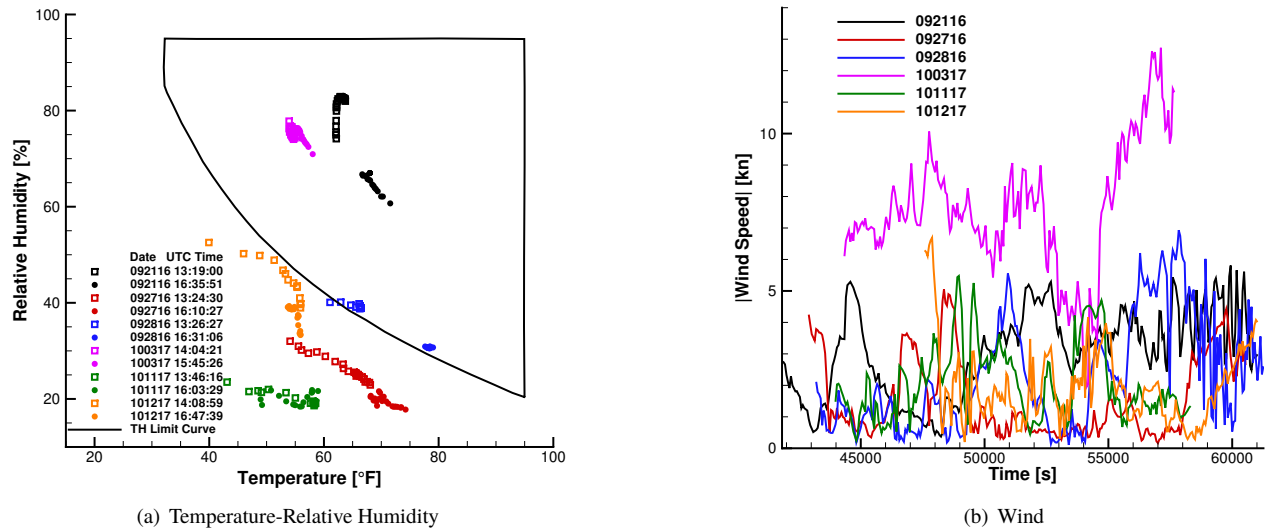 100
80
60
40
20
Relative Humidity [%]
Date UTC Time
092116 13:19:00
092116 16:35:51
092716 13:24:30
092716 16:10:27
092816 13:26:27
092816 16:31:06
100317 14:04:21
100317 15:45:26
101117 13:46:16
101117 16:03:29
101217 14:08:59
101217 16:47:39
TH Limit Curve
20 40 60 80 100
Temperature [°F]
(a) Temperature-Relative Humidity
10
5
0
|Wind Speed| [kn]
092116
092716
092816
100317
101117
101217
45000 50000 55000 60000
Time [s]
(b) Wind